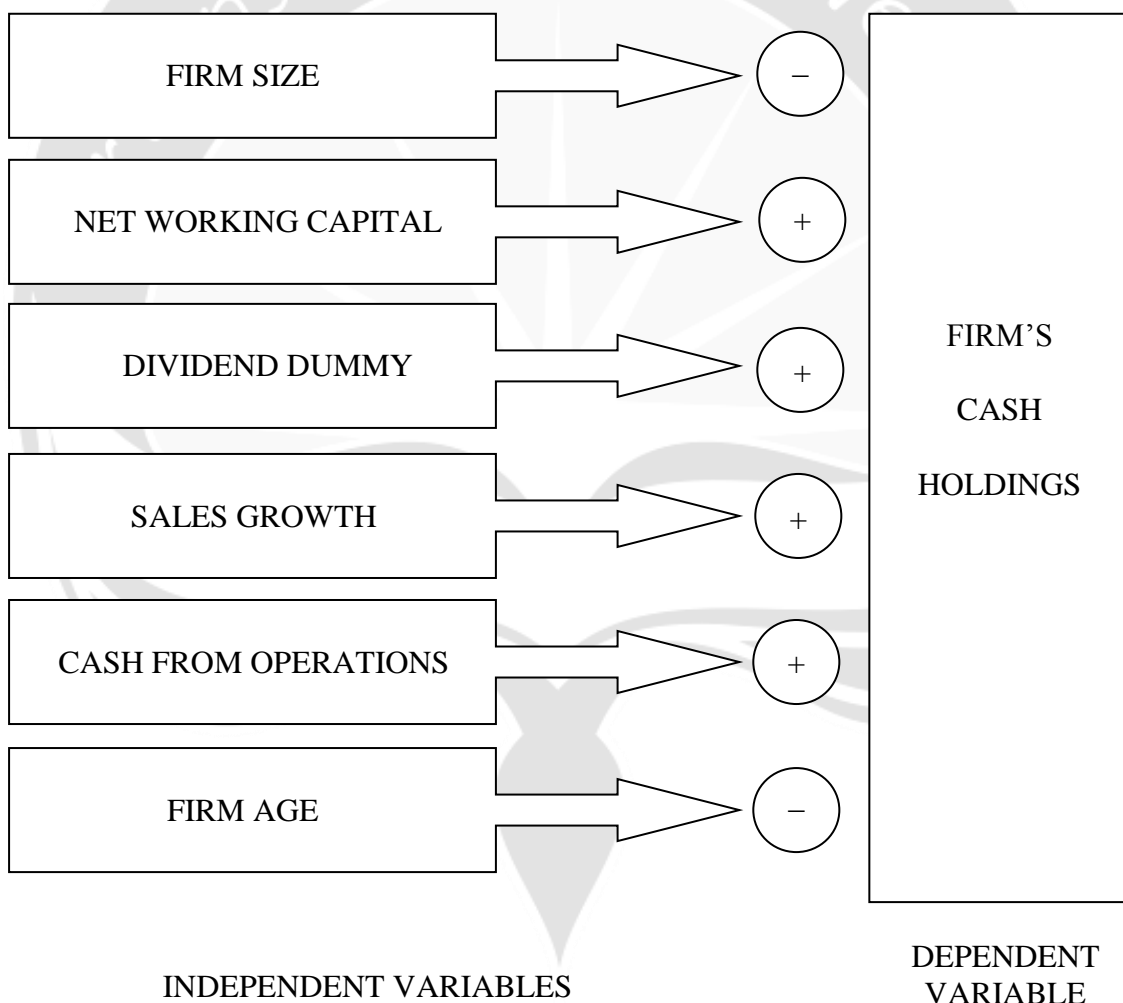 FIRM SIZE
−
NET WORKING CAPITAL
+
DIVIDEND DUMMY
+
SALES GROWTH
+
CASH FROM OPERATIONS
+
FIRM AGE
−
FIRM’S
CASH
HOLDINGS
INDEPENDENT VARIABLES
DEPENDENT
VARIABLE